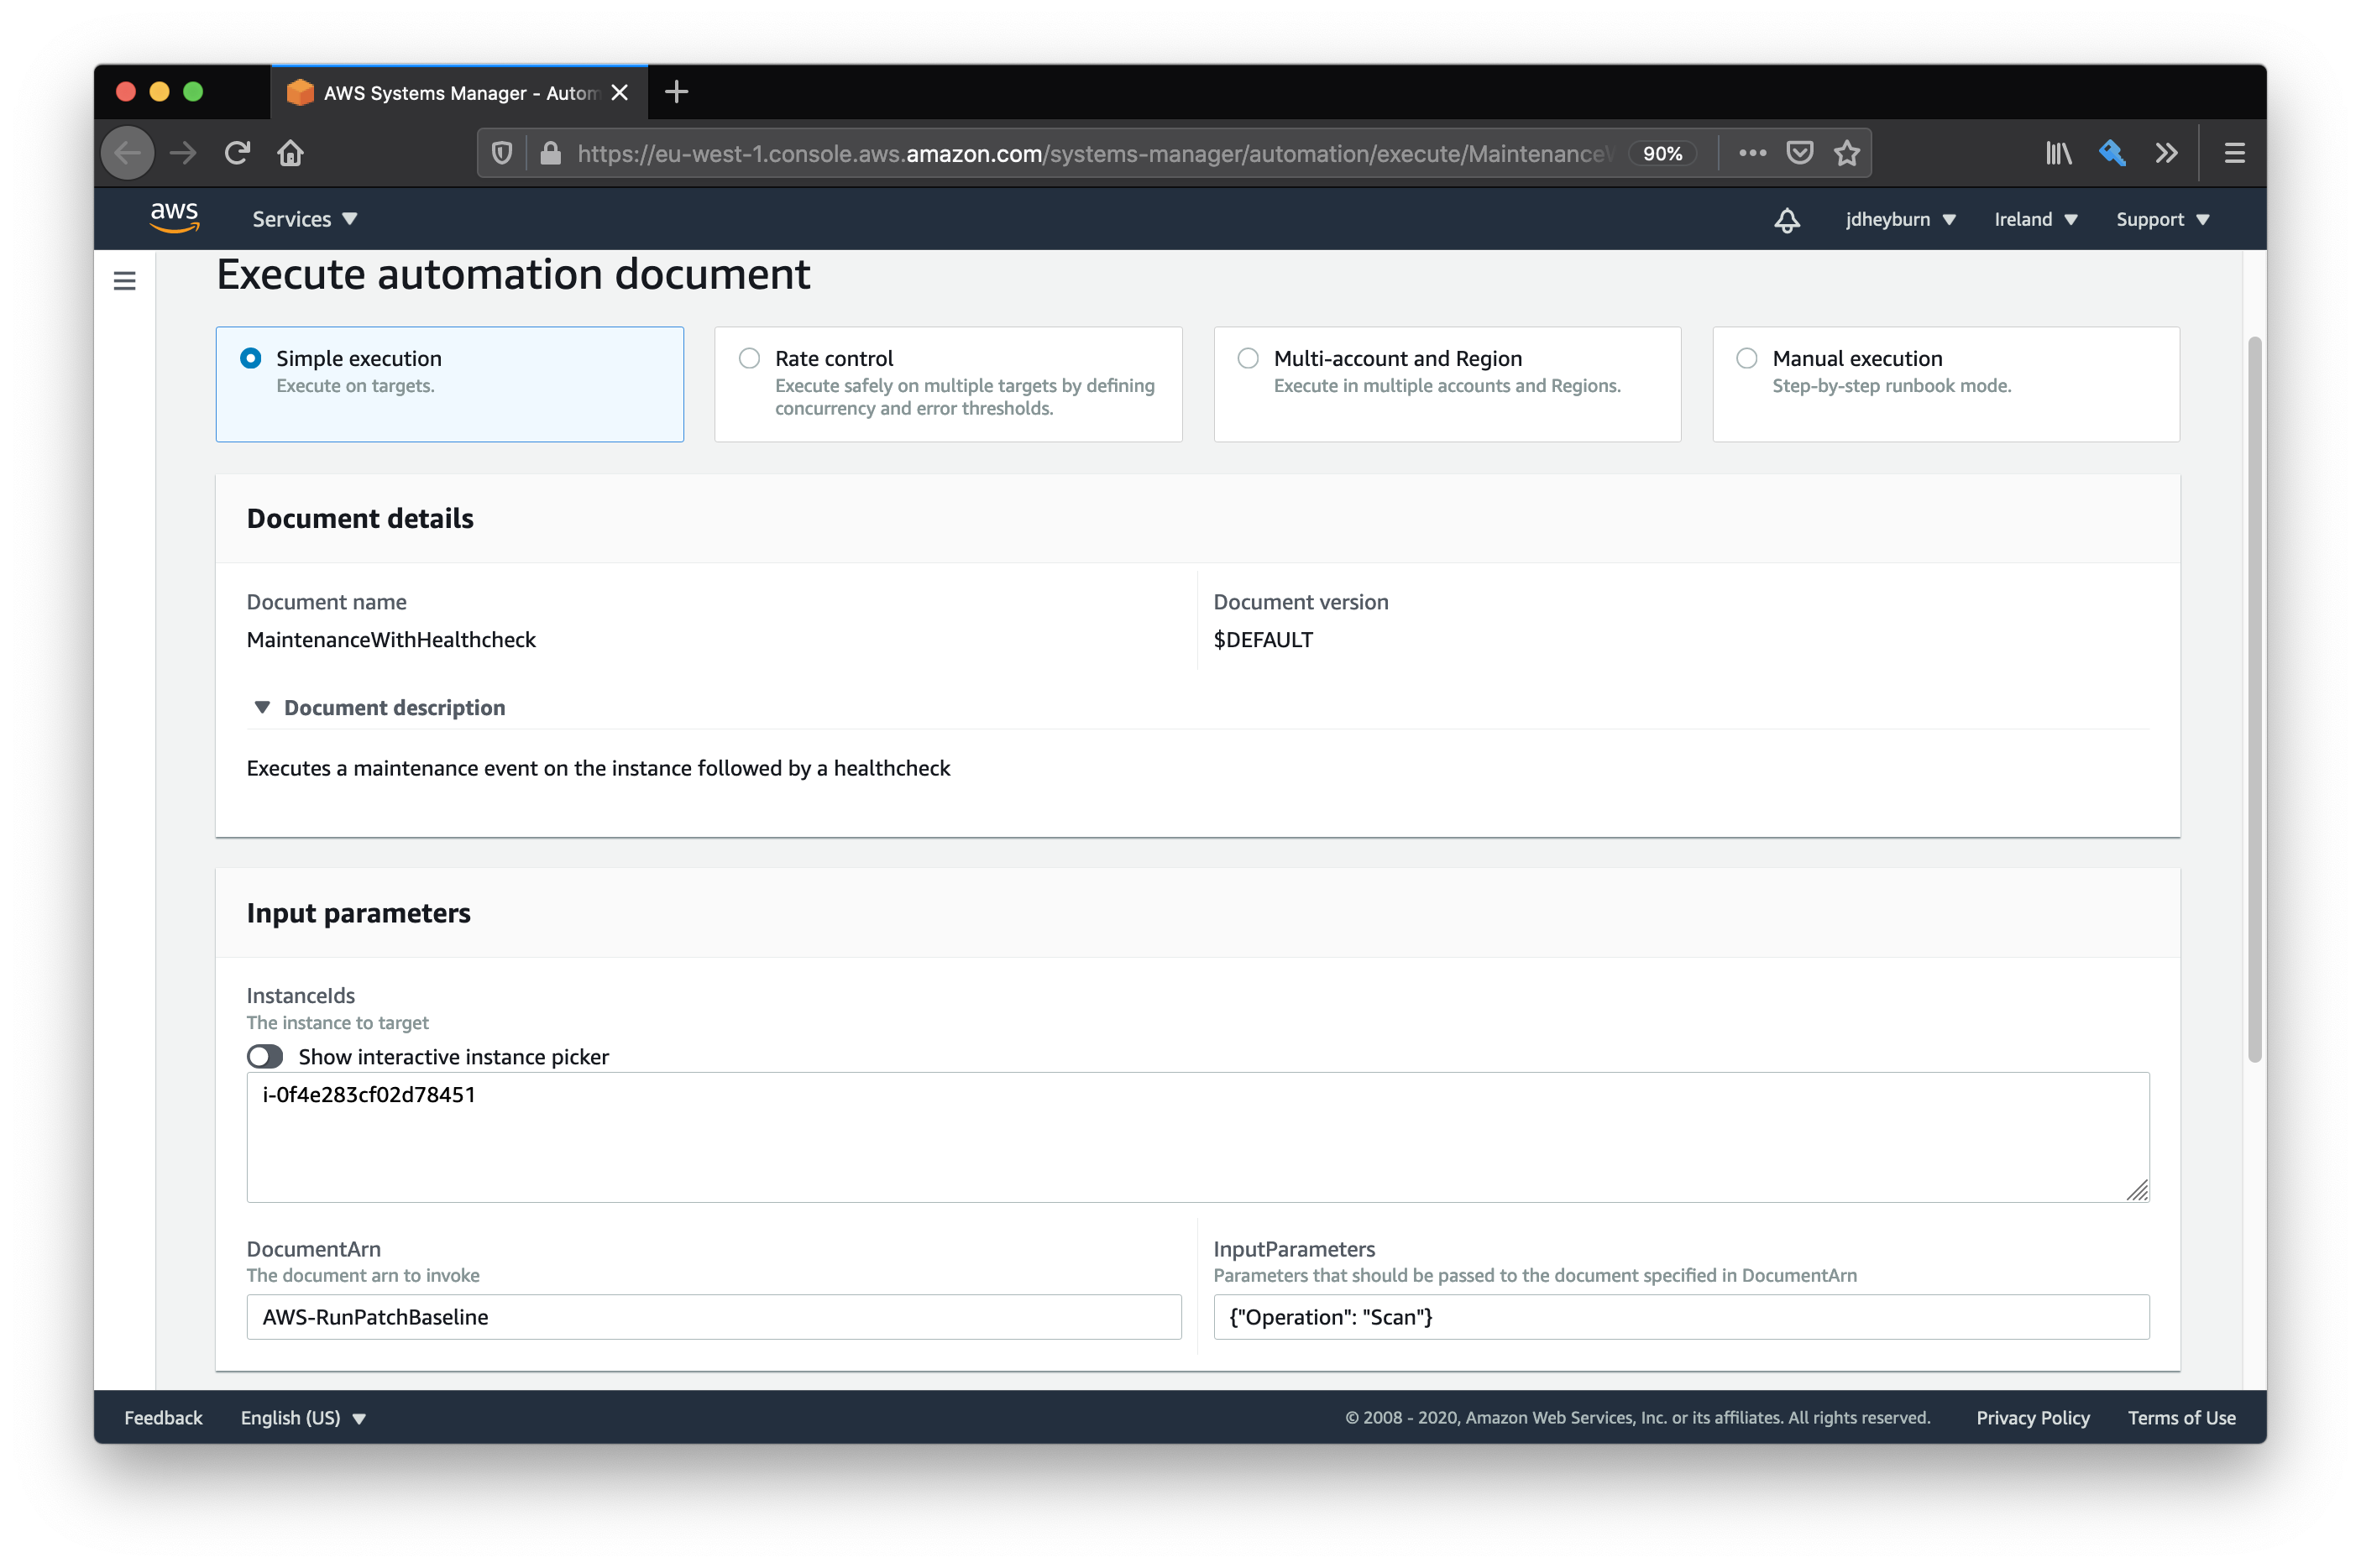 AWS Systems Manager - Autom
https://eu-west-1.console.aws.amazon.com/systems-manager/automation/execute/Maintenance
90%
aws
Services
jdheyburn
Ireland
Support
Execute automation document
Simple execution
Execute on targets.
Rate control
Execute safely on multiple targets by defining
concurrency and error thresholds.
Multi-account and Region
Execute in multiple accounts and Regions.
Manual execution
Step-by-step runbook mode.
Document details
Document name
MaintenanceWithHealthcheck
Document version
$DEFAULT
Document description
Executes a maintenance event on the instance followed by a healthcheck
Input parameters
InstanceIds
The instance to target
Show interactive instance picker
i-0f4e283cf02d78451
DocumentArn
The document arn to invoke
AWS-RunPatchBaseline
InputParameters
Parameters that should be passed to the document specified in DocumentArn
{"Operation": "Scan"}
Feedback
English (US)
© 2008 - 2020, Amazon Web Services, Inc. or its affiliates. All rights reserved.
Privacy Policy
Terms of Use